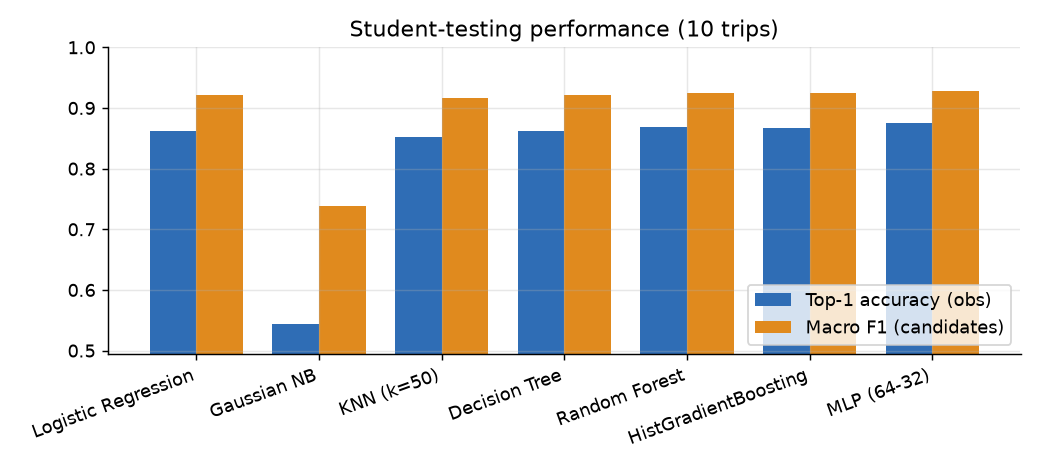 Student-testing performance (10 trips)
1.0
0.9
0.8
0.7
0.6
0.5
Top-1 accuracy (obs)
Macro F1 (candidates)
Logistic Regression
Gaussian NB
KNN (k=50)
Decision Tree
Random Forest
HistGradientBoosting
MLP (64-32)